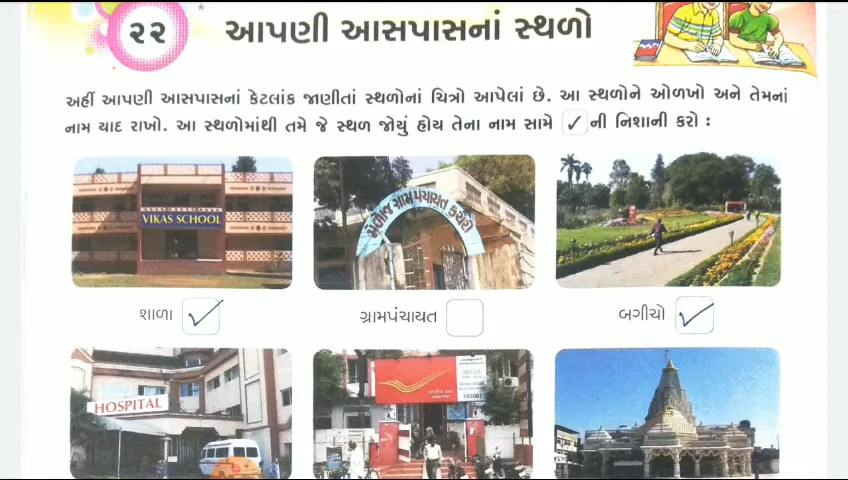 ૨૨
આપણી આસપાસનાં સ્થળો
અહીં આપણી આસપાસનાં કેટલાંક જાણીતાં સ્થળોનાં ચિત્રો આપેલાં છે. આ સ્થળોને ઓળખો અને તેમનાં
નામ યાદ રાખો. આ સ્થળોમાંથી તમે જે સ્થળ જોયું હોય તેના નામ સામે ✓ ની નિશાની કરો :
VIKAS SCHOOL
ગ્રામ પંચાયત કચેરી
શાળા ✓
ગ્રામપંચાયત
બગીચો ✓
HOSPITAL